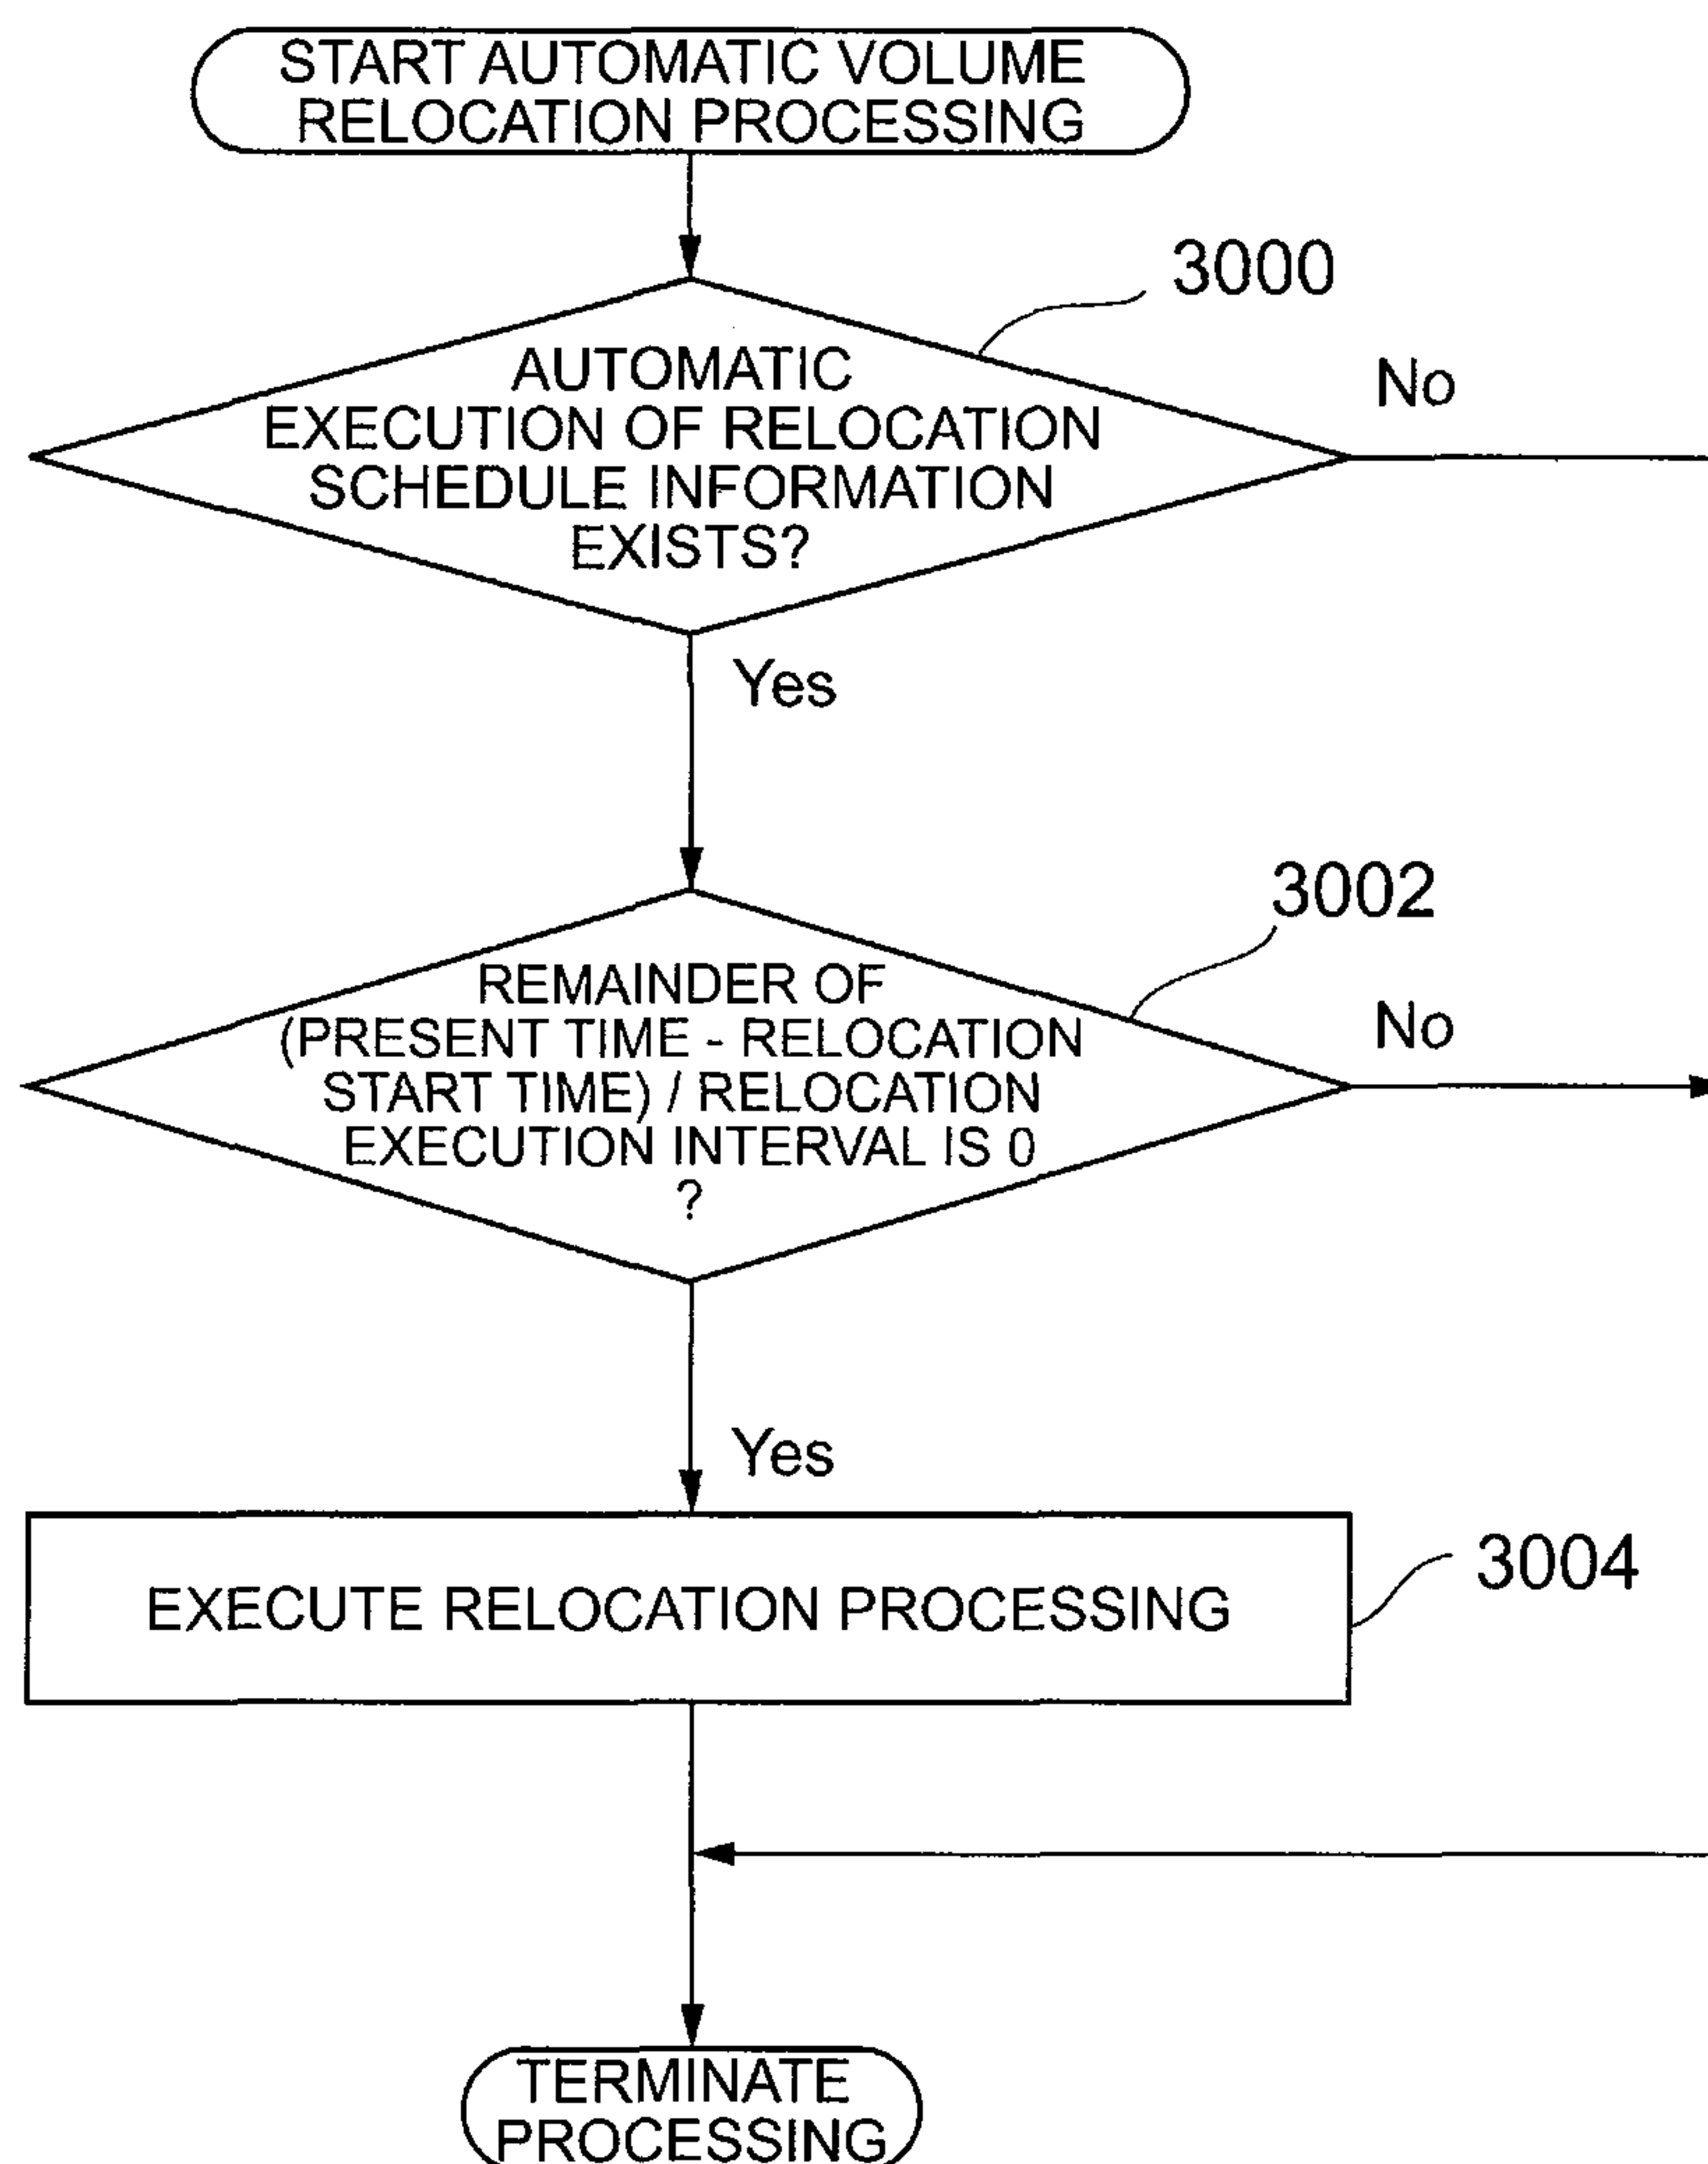 START AUTOMATIC VOLUME
RELOCATION PROCESSING
3000
AUTOMATIC
EXECUTION OF RELOCATION
SCHEDULE INFORMATION
EXISTS?
No
Yes
3002
REMAINDER OF
(PRESENT TIME - RELOCATION
START TIME) / RELOCATION
EXECUTION INTERVAL IS 0
?
No
Yes
EXECUTE RELOCATION PROCESSING
3004
TERMINATE
PROCESSING